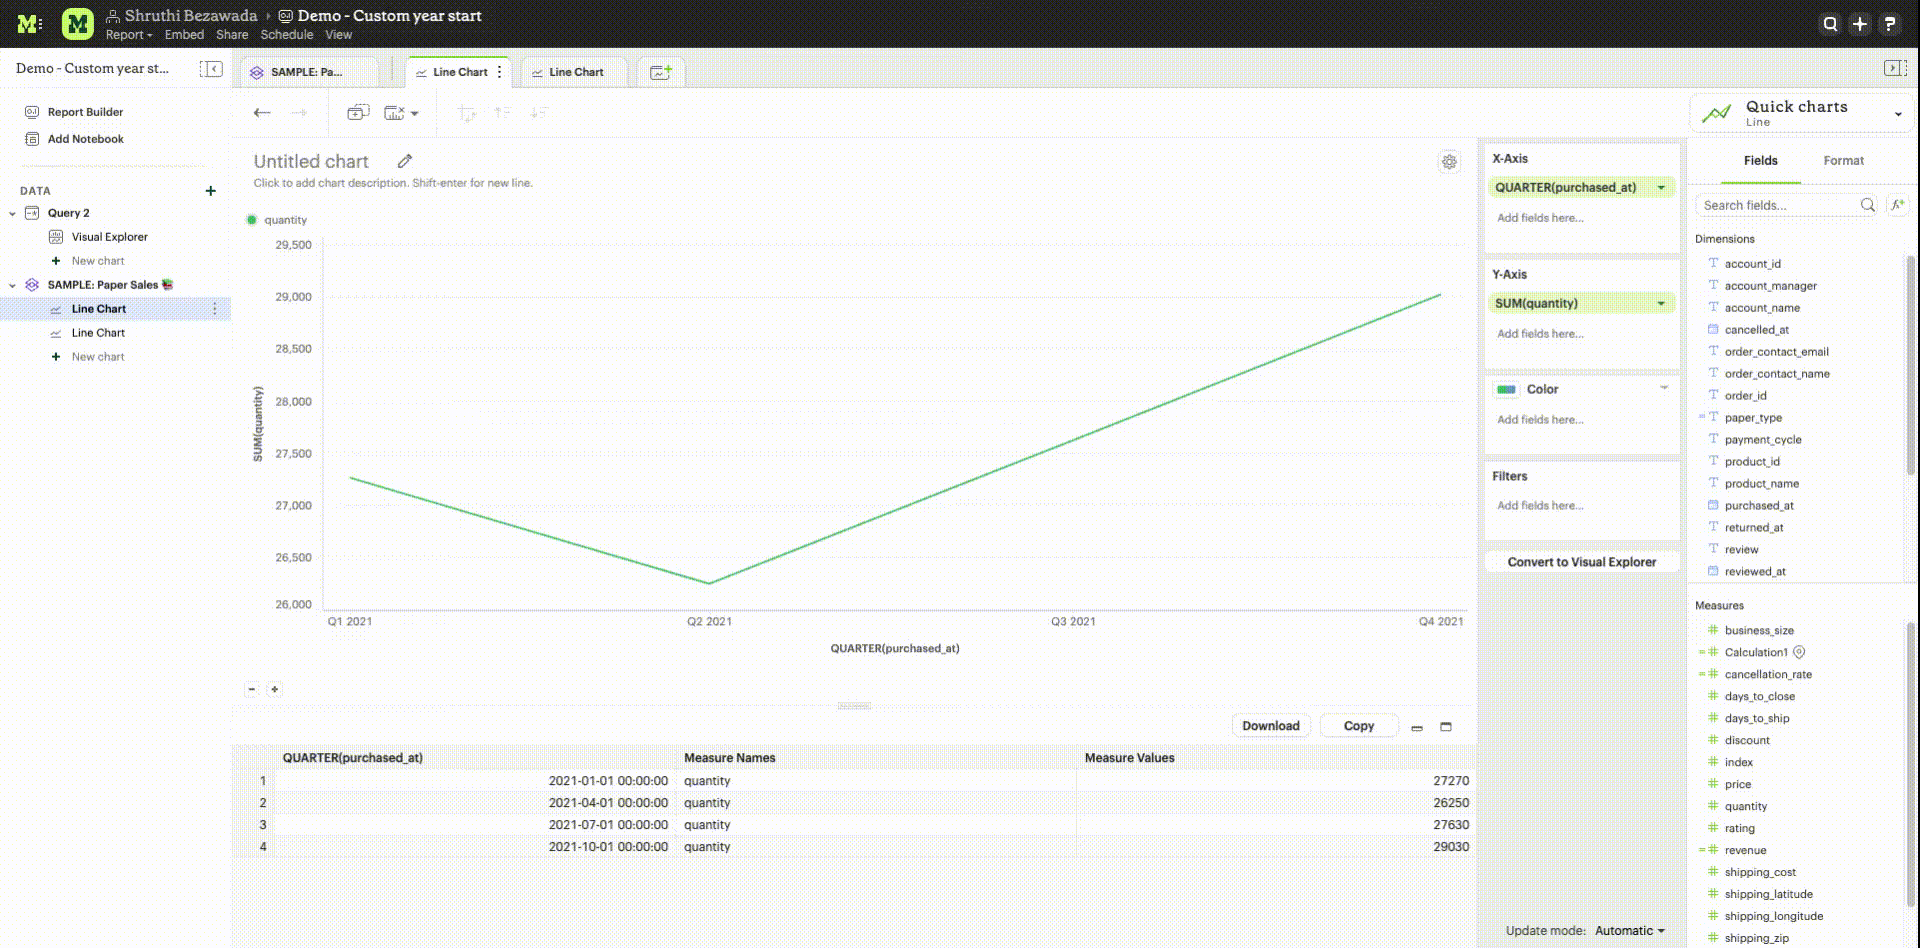 Shruthi Bezawada › Demo - Custom year start
Report Embed Share Schedule View
Demo - Custom year st...
Report Builder
Add Notebook
DATA
Query 2
Visual Explorer
New chart
SAMPLE: Paper Sales
Line Chart
Line Chart
New chart
SAMPLE: Pa...
Line Chart
Line Chart
Untitled chart
Click to add chart description. Shift-enter for new line.
quantity
29,500
29,000
28,500
28,000
27,500
27,000
26,500
26,000
SUM(quantity)
Q1 2021 Q2 2021 Q3 2021 Q4 2021
QUARTER(purchased_at)
Download Copy
QUARTER(purchased_at) Measure Names Measure Values
1 2021-01-01 00:00:00 quantity 27270
2 2021-04-01 00:00:00 quantity 26250
3 2021-07-01 00:00:00 quantity 27630
4 2021-10-01 00:00:00 quantity 29030
X-Axis
QUARTER(purchased_at)
Add fields here...
Y-Axis
SUM(quantity)
Add fields here...
Color
Add fields here...
Filters
Add fields here...
Convert to Visual Explorer
Update mode: Automatic
Quick charts
Line
Fields Format
Search fields...
Dimensions
account_id
account_manager
account_name
cancelled_at
order_contact_email
order_contact_name
order_id
paper_type
payment_cycle
product_id
product_name
purchased_at
returned_at
review
reviewed_at
Measures
business_size
Calculation1
cancellation_rate
days_to_close
days_to_ship
discount
index
price
quantity
rating
revenue
shipping_cost
shipping_latitude
shipping_longitude
shipping_zip